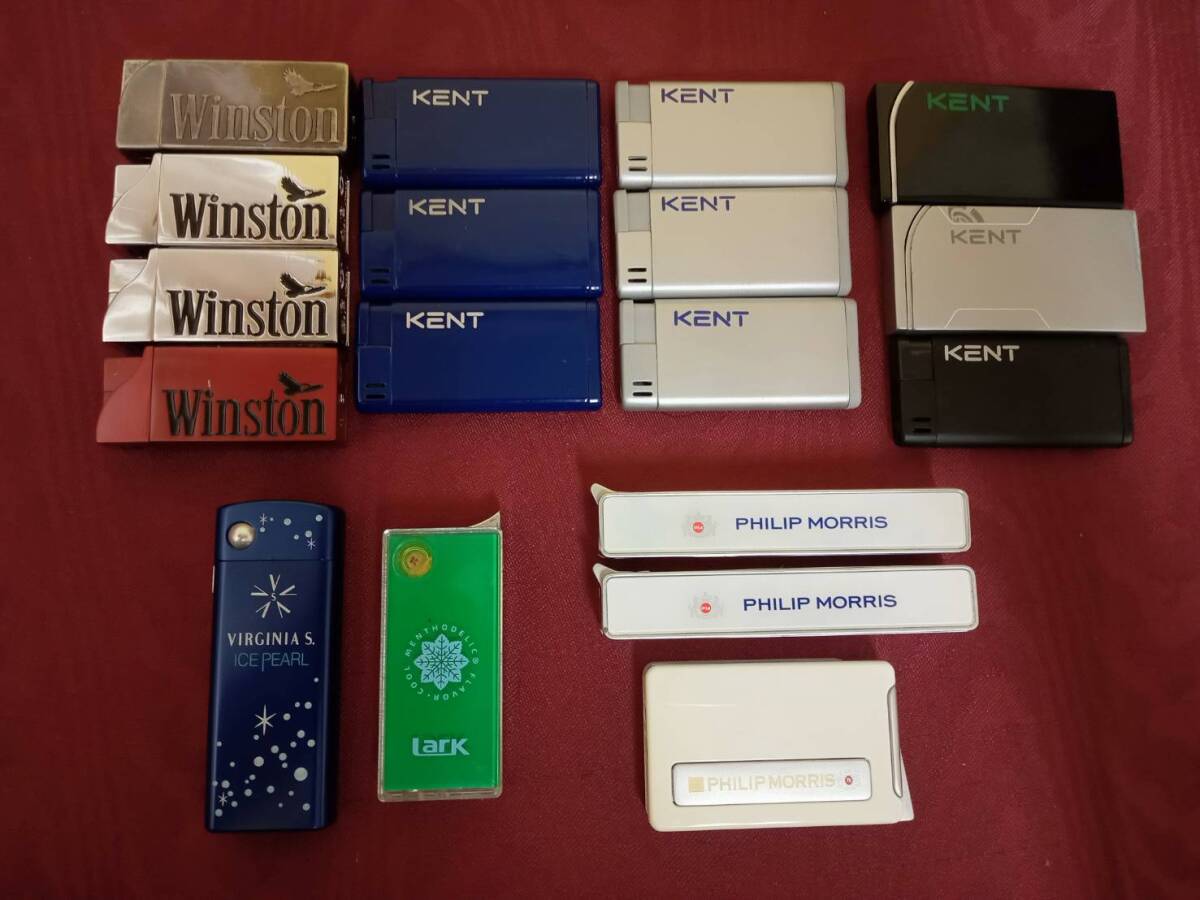 Winston
Winston
Winston
Winston
KENT
KENT
KENT
KENT
KENT
KENT
KENT
KENT
KENT
V
S
VIRGINIA S.
ICE PEARL
COOL MENTHODELIC® FLAVOR •
Lark
PHILIP MORRIS
PHILIP MORRIS
PHILIP MORRIS